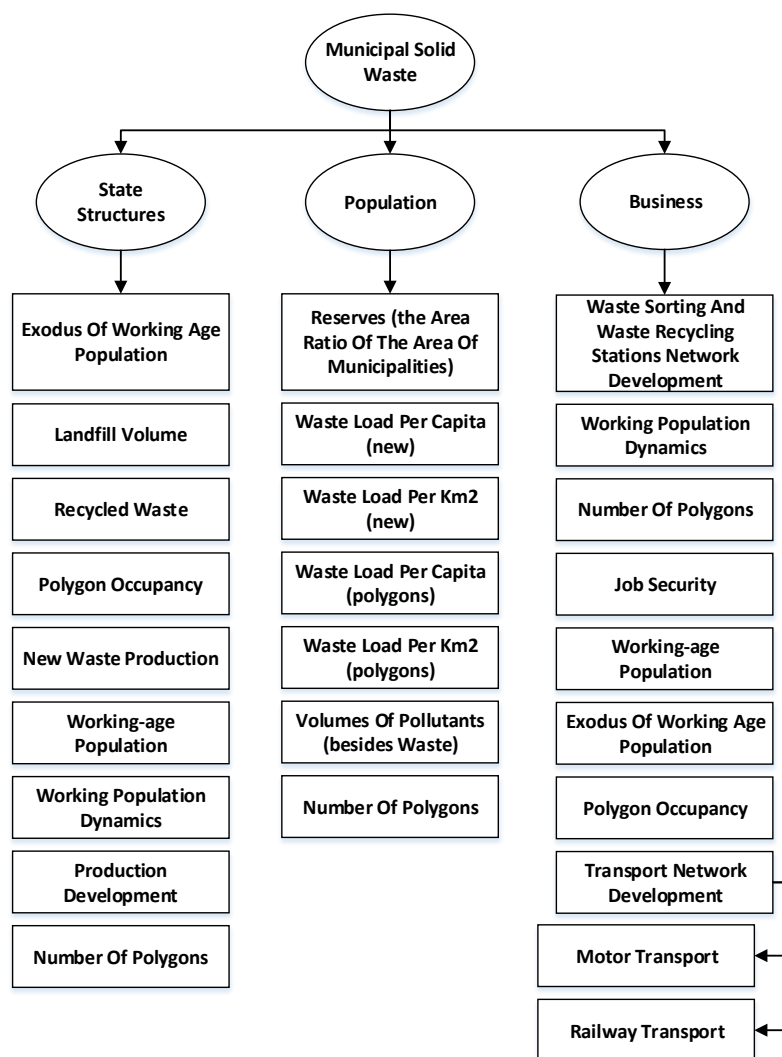 Municipal Solid
Waste
State
Structures
Population
Business
Exodus Of Working Age
Population
Landfill Volume
Recycled Waste
Polygon Occupancy
New Waste Production
Working-age
Population
Working Population
Dynamics
Production
Development
Number Of Polygons
Reserves (the Area
Ratio Of The Area Of
Municipalities)
Waste Load Per Capita
(new)
Waste Load Per Km2
(new)
Waste Load Per Capita
(polygons)
Waste Load Per Km2
(polygons)
Volumes Of Pollutants
(besides Waste)
Number Of Polygons
Waste Sorting And
Waste Recycling
Stations Network
Development
Working Population
Dynamics
Number Of Polygons
Job Security
Working-age
Population
Exodus Of Working Age
Population
Polygon Occupancy
Transport Network
Development
Motor Transport
Railway Transport